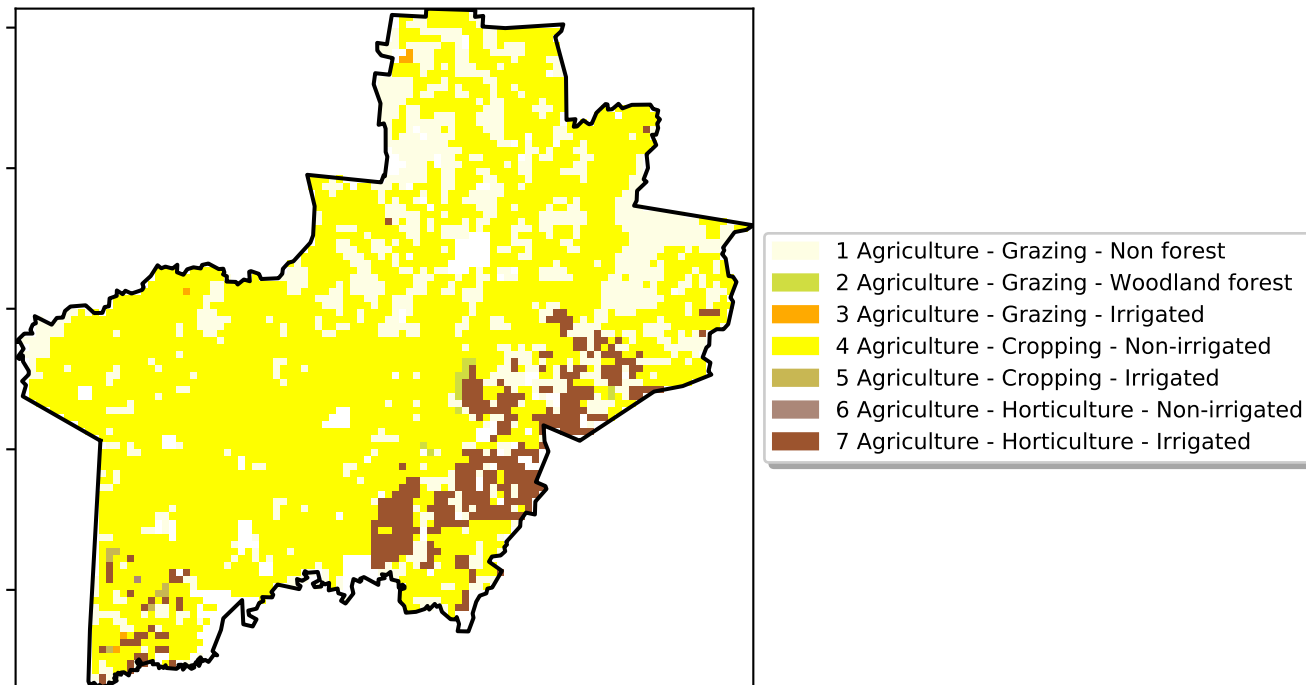 1 Agriculture - Grazing - Non forest
2 Agriculture - Grazing - Woodland forest
3 Agriculture - Grazing - Irrigated
4 Agriculture - Cropping - Non-irrigated
5 Agriculture - Cropping - Irrigated
6 Agriculture - Horticulture - Non-irrigated
7 Agriculture - Horticulture - Irrigated